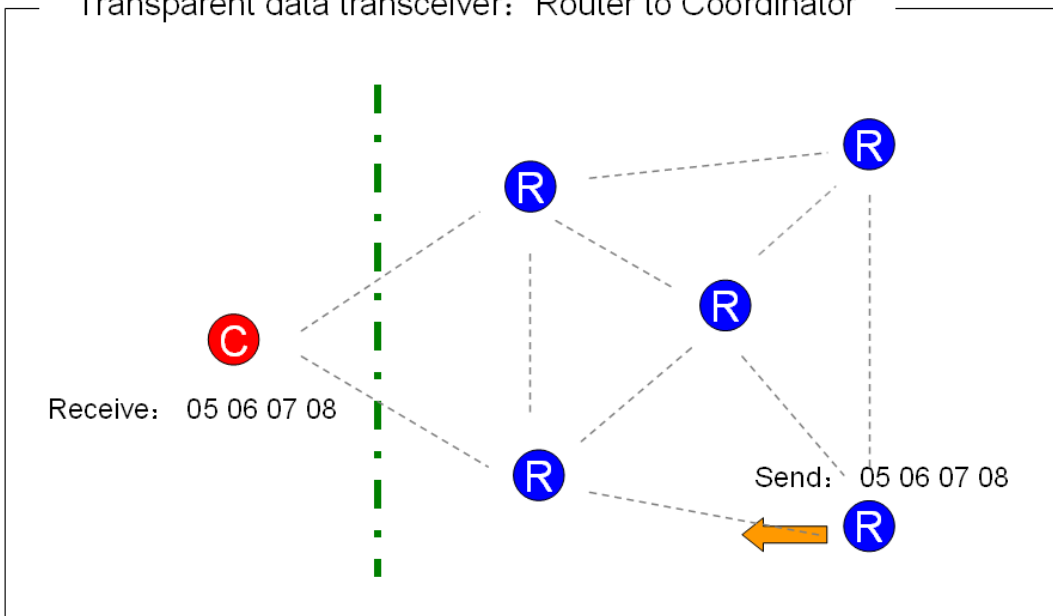 Transparent data transceiver：Router to Coordinator
R
R
R
C
Receive： 05 06 07 08
R
Send： 05 06 07 08
R